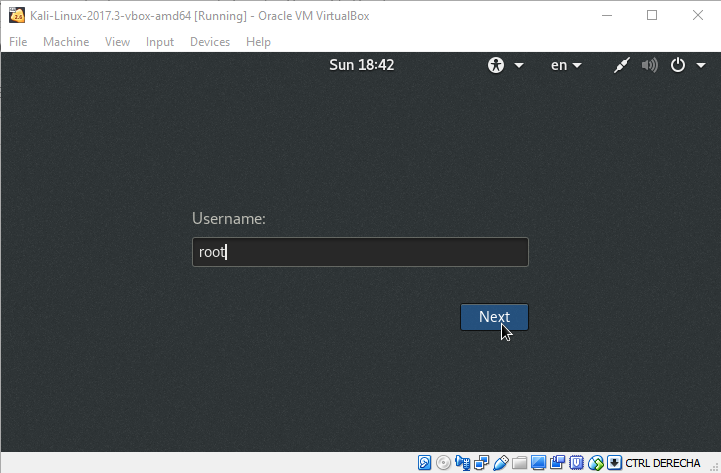 Kali-Linux-2017.3-vbox-amd64 [Running] - Oracle VM VirtualBox
File Machine View Input Devices Help
Sun 18:42 en
Username:
root
Next
CTRL DERECHA